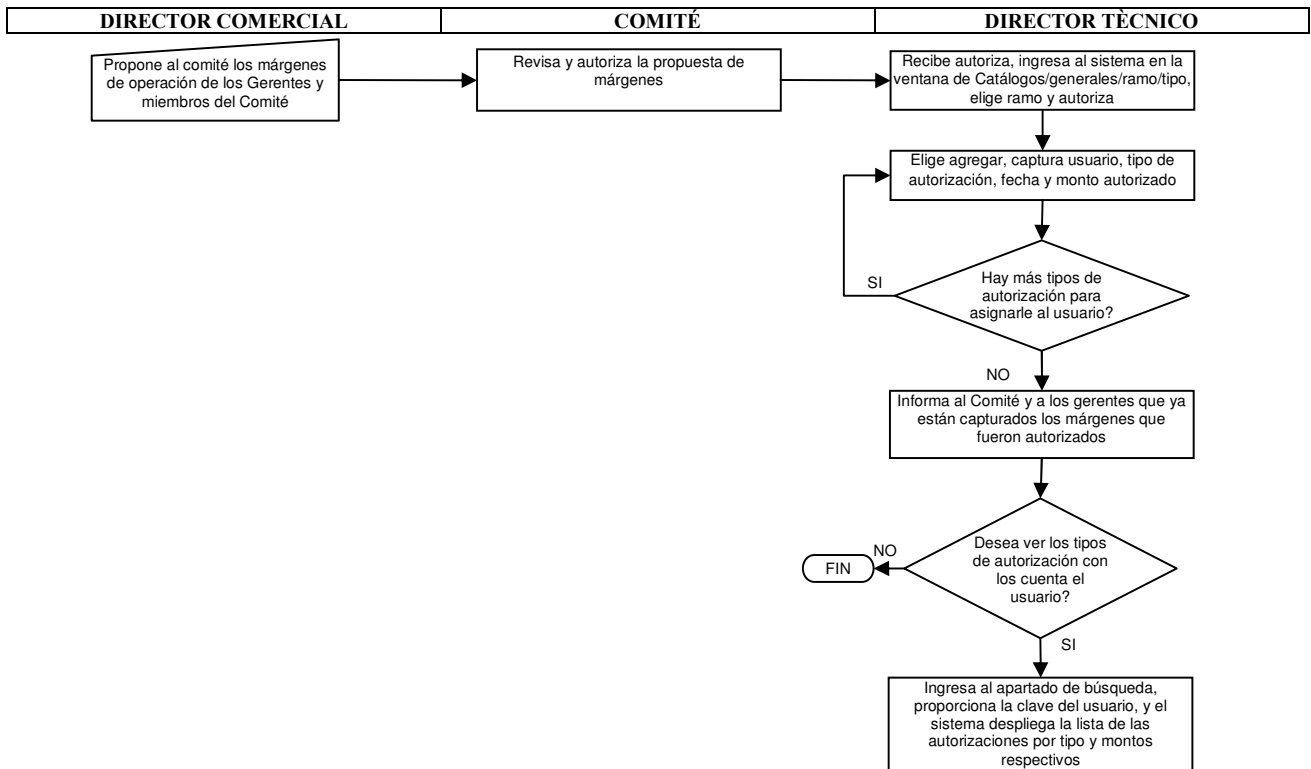 DIRECTOR COMERCIAL
COMITÉ
DIRECTOR TÈCNICO
Propone al comité los márgenes
de operación de los Gerentes y
miembros del Comité
Revisa y autoriza la propuesta de
márgenes
Recibe autoriza, ingresa al sistema en la
ventana de Catálogos/generales/ramo/tipo,
elige ramo y autoriza
Elige agregar, captura usuario, tipo de
autorización, fecha y monto autorizado
SI
Hay más tipos de
autorización para
asignarle al usuario?
NO
Informa al Comité y a los gerentes que ya
están capturados los márgenes que
fueron autorizados
Desea ver los tipos
de autorización con
los cuenta el
usuario?
NO
FIN
SI
Ingresa al apartado de búsqueda,
proporciona la clave del usuario, y el
sistema despliega la lista de las
autorizaciones por tipo y montos
respectivos